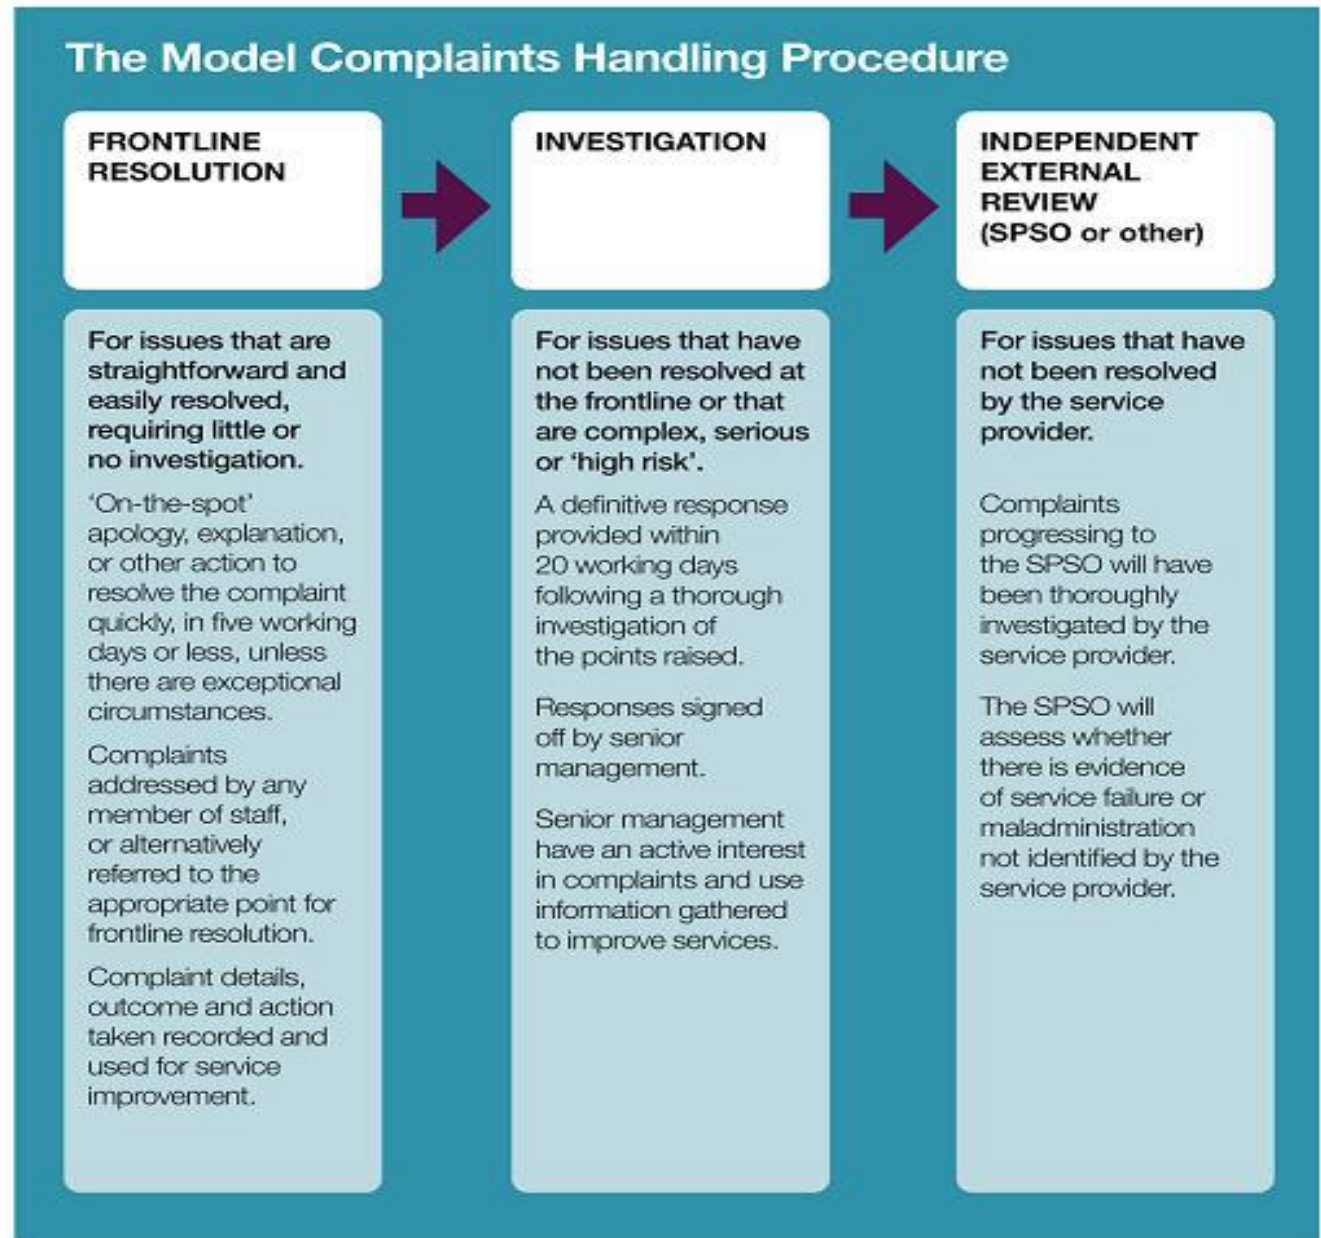 The Model Complaints Handling Procedure
FRONTLINE
RESOLUTION
For issues that are
straightforward and
easily resolved,
requiring little or
no investigation.
‘On-the-spot’
apology, explanation,
or other action to
resolve the complaint
quickly, in five working
days or less, unless
there are exceptional
circumstances.
Complaints
addressed by any
member of staff,
or alternatively
referred to the
appropriate point for
frontline resolution.
Complaint details,
outcome and action
taken recorded and
used for service
improvement.
INVESTIGATION
For issues that have
not been resolved at
the frontline or that
are complex, serious
or ‘high risk’.
A definitive response
provided within
20 working days
following a thorough
investigation of
the points raised.
Responses signed
off by senior
management.
Senior management
have an active interest
in complaints and use
information gathered
to improve services.
INDEPENDENT
EXTERNAL
REVIEW
(SPSO or other)
For issues that have
not been resolved
by the service
provider.
Complaints
progressing to
the SPSO will have
been thoroughly
investigated by the
service provider.
The SPSO will
assess whether
there is evidence
of service failure or
maladministration
not identified by the
service provider.